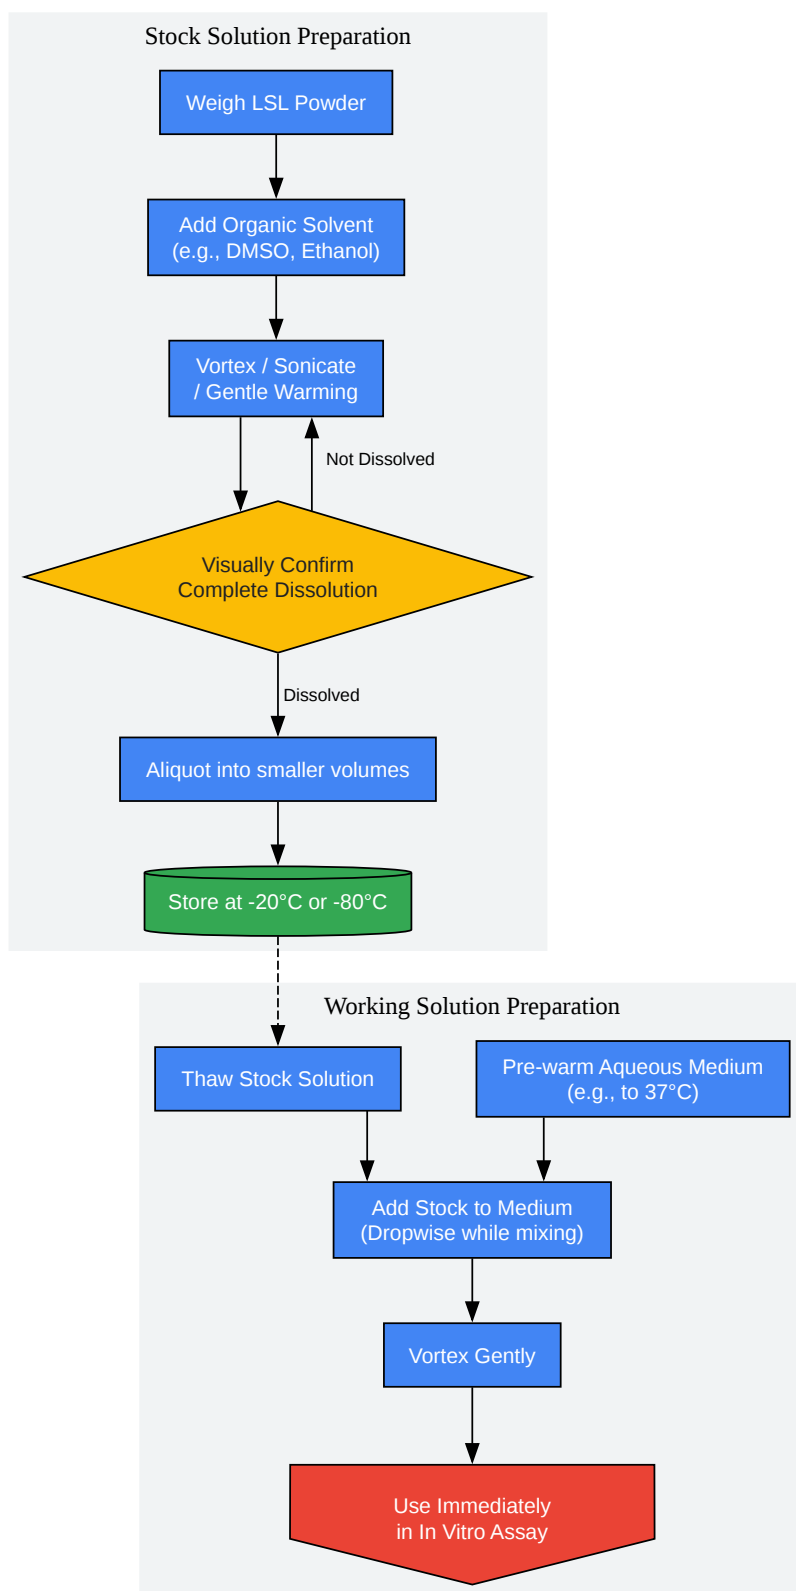 Stock Solution Preparation
Weigh LSL Powder
Add Organic Solvent
(e.g., DMSO, Ethanol)
Vortex / Sonicate
/ Gentle Warming
Not Dissolved
Visually Confirm
Complete Dissolution
Dissolved
Aliquot into smaller volumes
Store at -20°C or -80°C
Working Solution Preparation
Thaw Stock Solution
Pre-warm Aqueous Medium
(e.g., to 37°C)
Add Stock to Medium
(Dropwise while mixing)
Vortex Gently
Use Immediately
in In Vitro Assay